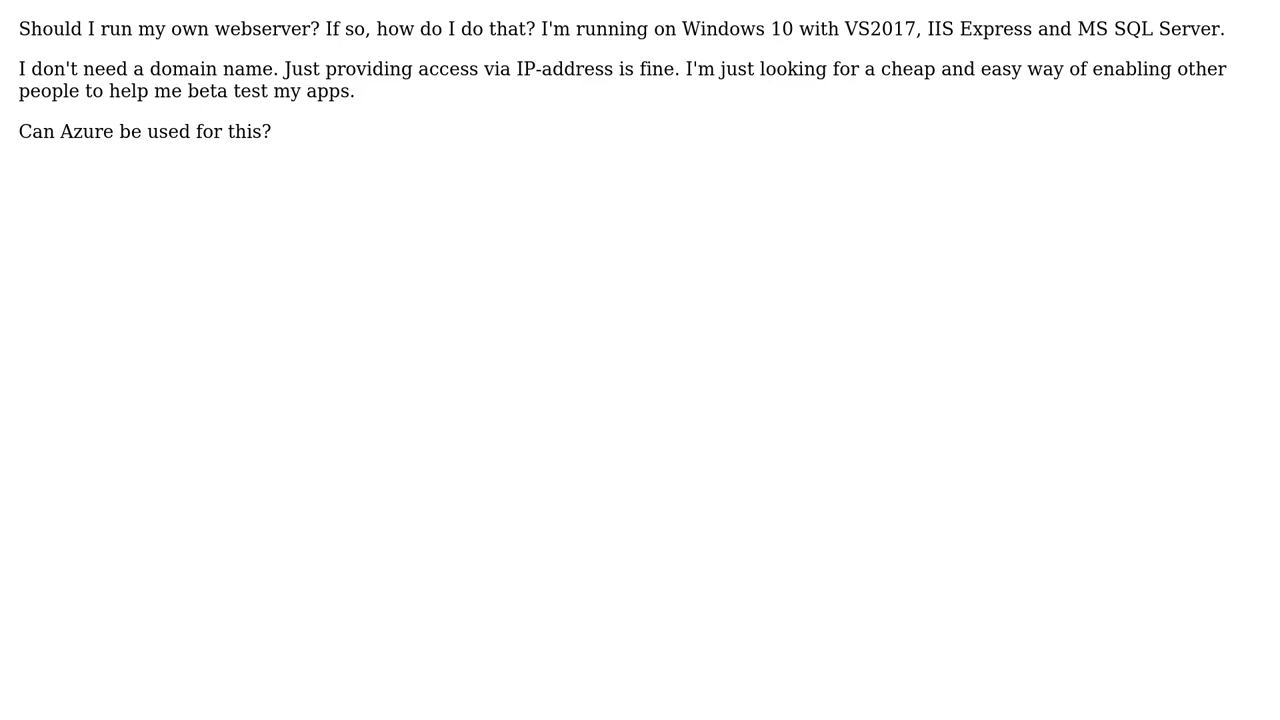 Should I run my own webserver? If so, how do I do that? I'm running on Windows 10 with VS2017, IIS Express and MS SQL Server.
I don't need a domain name. Just providing access via IP-address is fine. I'm just looking for a cheap and easy way of enabling other
people to help me beta test my apps.
Can Azure be used for this?